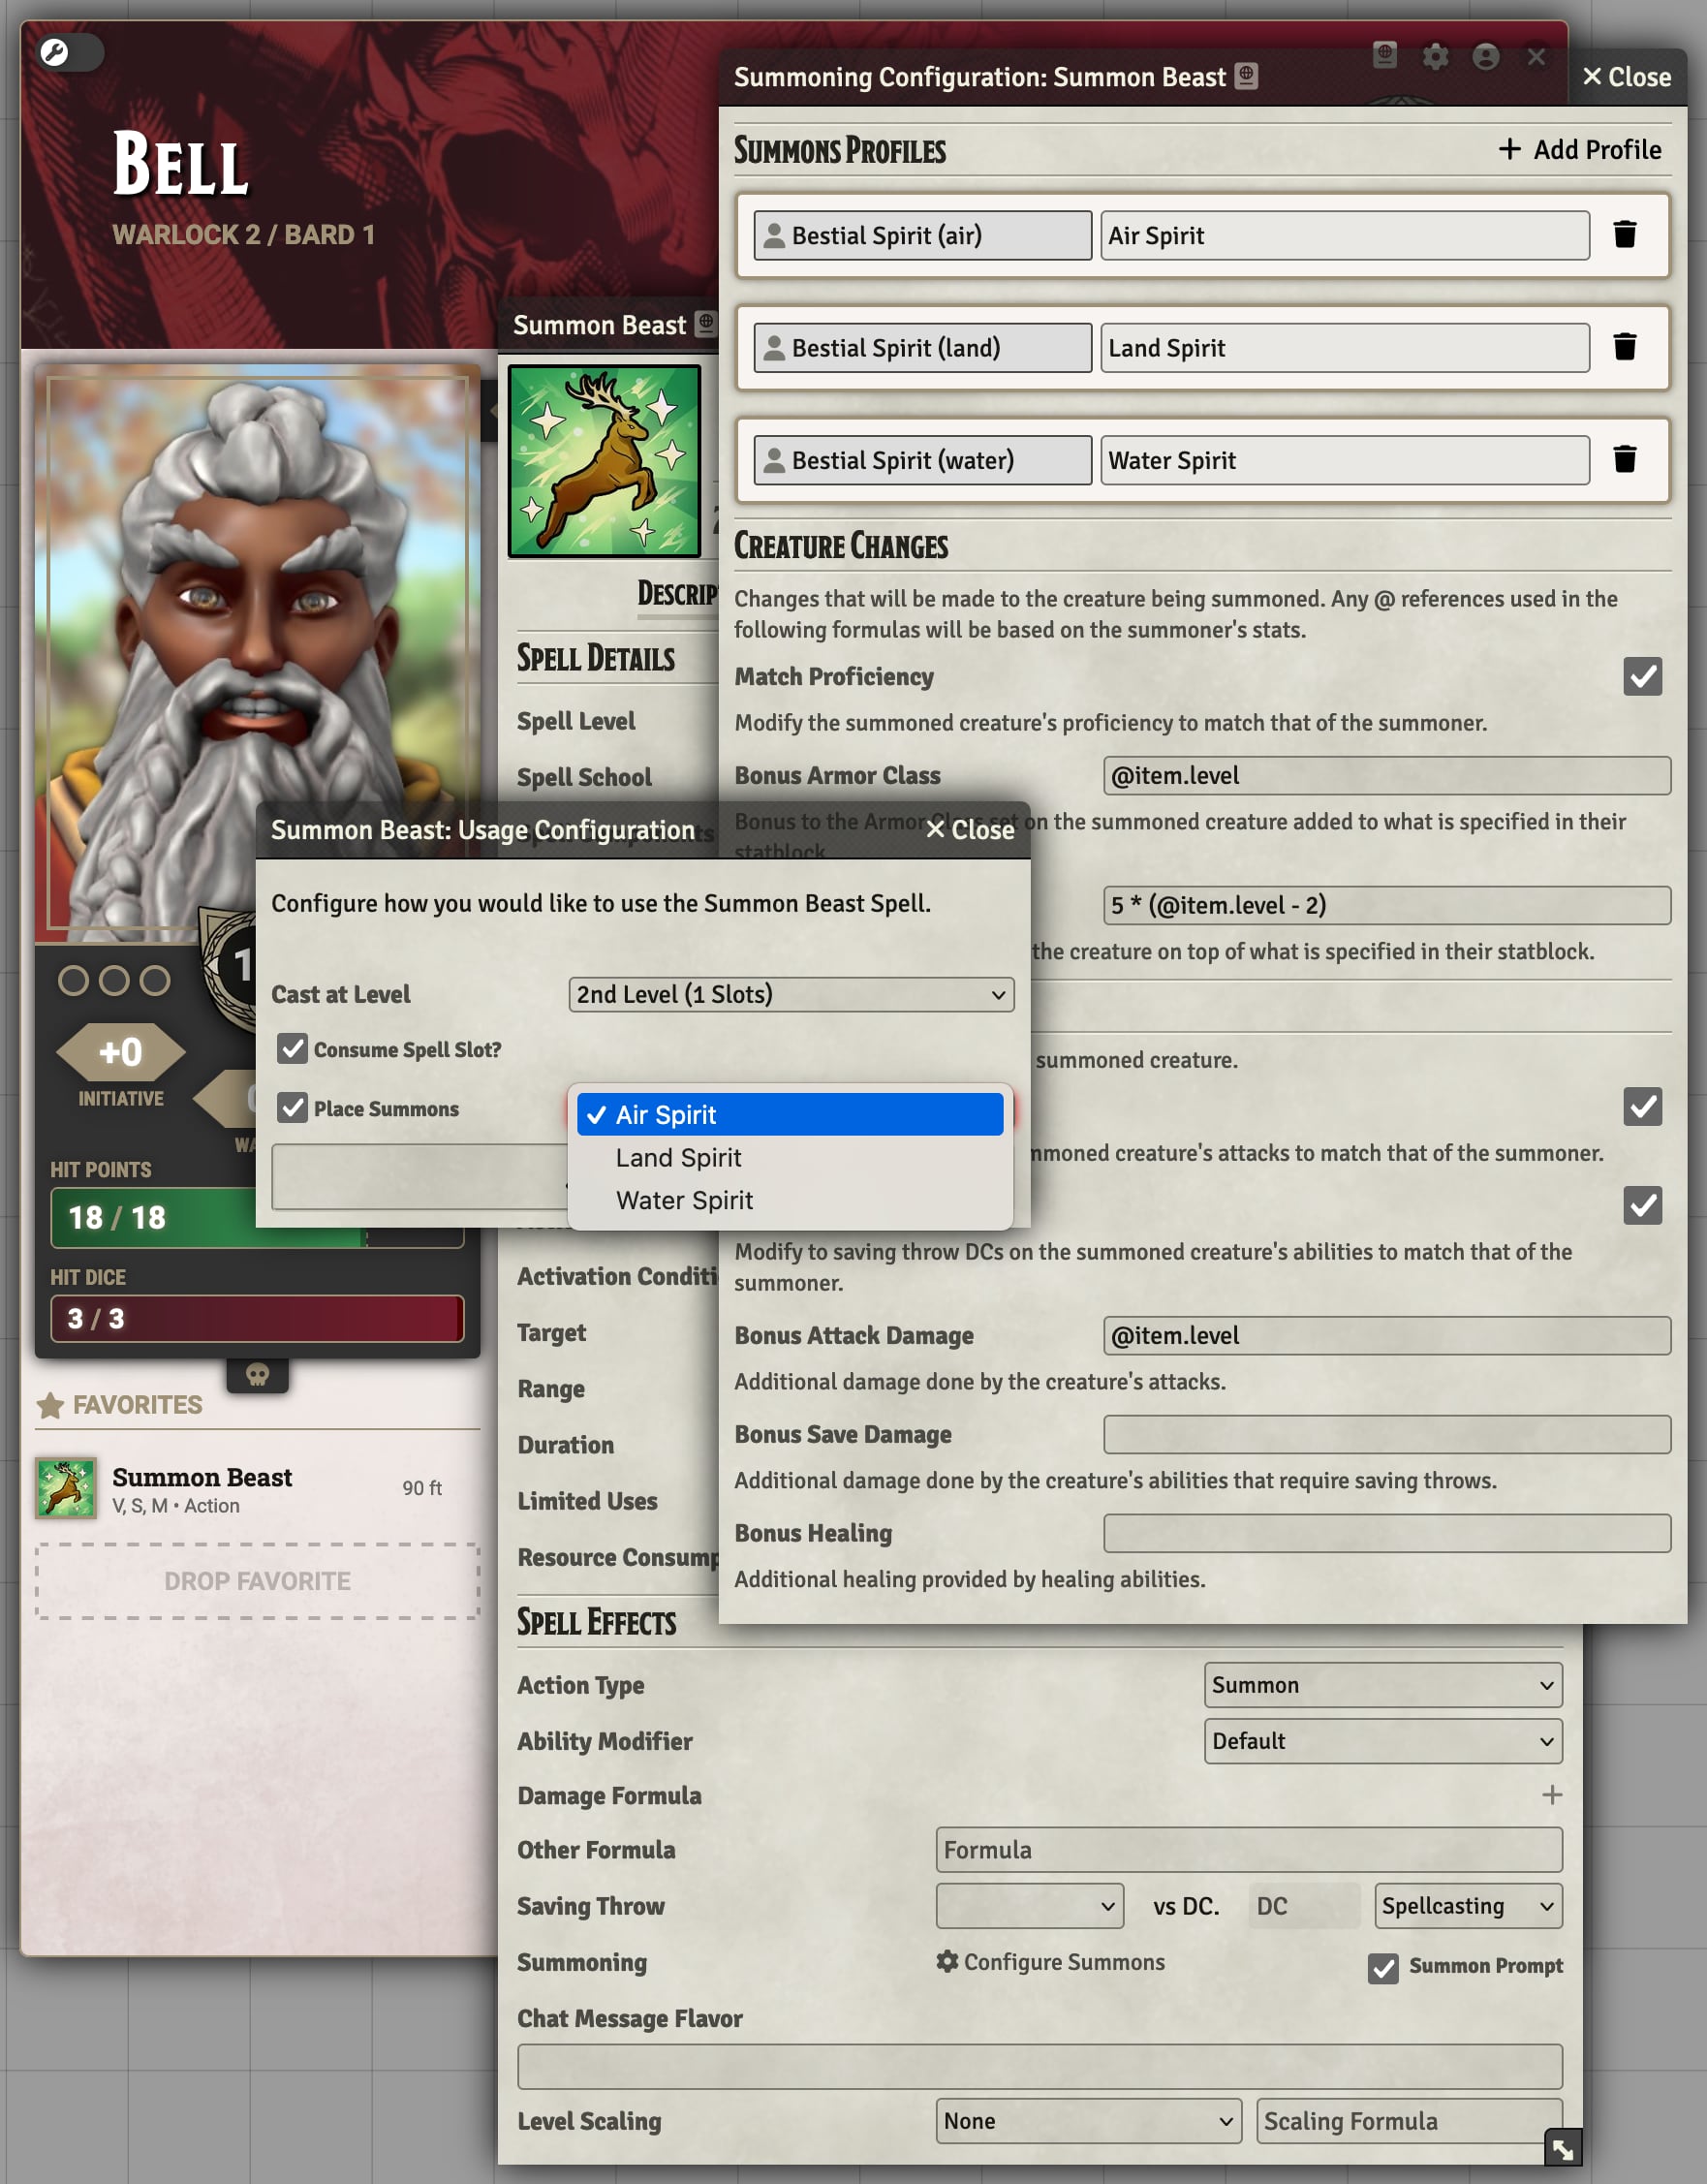 BELL
WARLOCK 2 / BARD 1
HIT POINTS
18 / 18
HIT DICE
3 / 3
+0
INITIATIVE
FAVORITES
Summon Beast
V, S, M • Action
90 ft
DROP FAVORITE
Summon Beast
SPELL DETAILS
Spell Level
Spell School
Target
Range
Duration
Limited Uses
Resource
SPELL EFFECTS
Action Type
Summon
Ability Modifier
Default
Damage Formula
Other Formula
Formula
Saving Throw
vs DC.
DC
Spellcasting
Summoning
Configure Summons
Summon Prompt
Chat Message Flavor
Level Scaling
None
Scaling Formula
Activation
Summoning Configuration: Summon Beast
Close
SUMMONS PROFILES
Add Profile
Bestial Spirit (air)
Air Spirit
Bestial Spirit (land)
Land Spirit
Bestial Spirit (water)
Water Spirit
CREATURE CHANGES
Changes that will be made to the creature being summoned. Any @ references used in the
following formulas will be based on the summoner's stats.
Match Proficiency
Modify the summoned creature's proficiency to match that of the summoner.
Bonus Armor Class
@item.level
Bonus to the Armor Class set on the summoned creature added to what is specified in their
statblock.
5 * (@item.level - 2)
the creature on top of what is specified in their statblock.
summoned creature.
creature's attacks to match that of the summoner.
Modify to saving throw DCs on the summoned creature's abilities to match that of the
summoner.
Bonus Attack Damage
@item.level
Additional damage done by the creature's attacks.
Bonus Save Damage
Additional damage done by the creature's abilities that require saving throws.
Bonus Healing
Additional healing provided by healing abilities.
Summon Beast: Usage Configuration
Close
Configure how you would like to use the Summon Beast Spell.
Cast at Level
2nd Level (1 Slots)
Consume Spell Slot?
Place Summons
Air Spirit
Land Spirit
Water Spirit